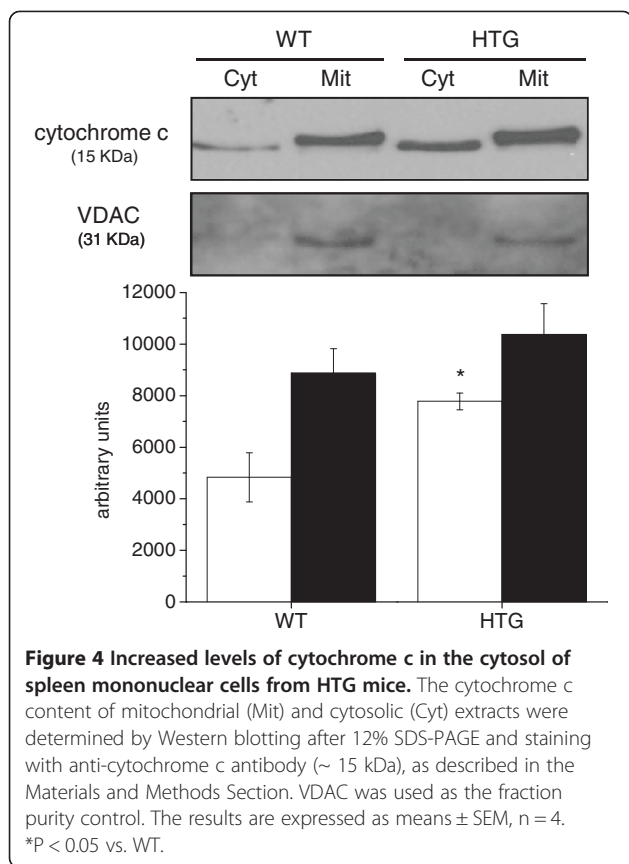 WT HTG
Cyt Mit Cyt Mit
cytochrome c
(15 KDa)
VDAC
(31 KDa)
12000
10000
8000
6000
4000
2000
0
arbitrary units
*
WT HTG
Figure 4 Increased levels of cytochrome c in the cytosol of
spleen mononuclear cells from HTG mice. The cytochrome c
content of mitochondrial (Mit) and cytosolic (Cyt) extracts were
determined by Western blotting after 12% SDS-PAGE and staining
with anti-cytochrome c antibody (~ 15 kDa), as described in the
Materials and Methods Section. VDAC was used as the fraction
purity control. The results are expressed as means ± SEM, n = 4.
*P < 0.05 vs. WT.